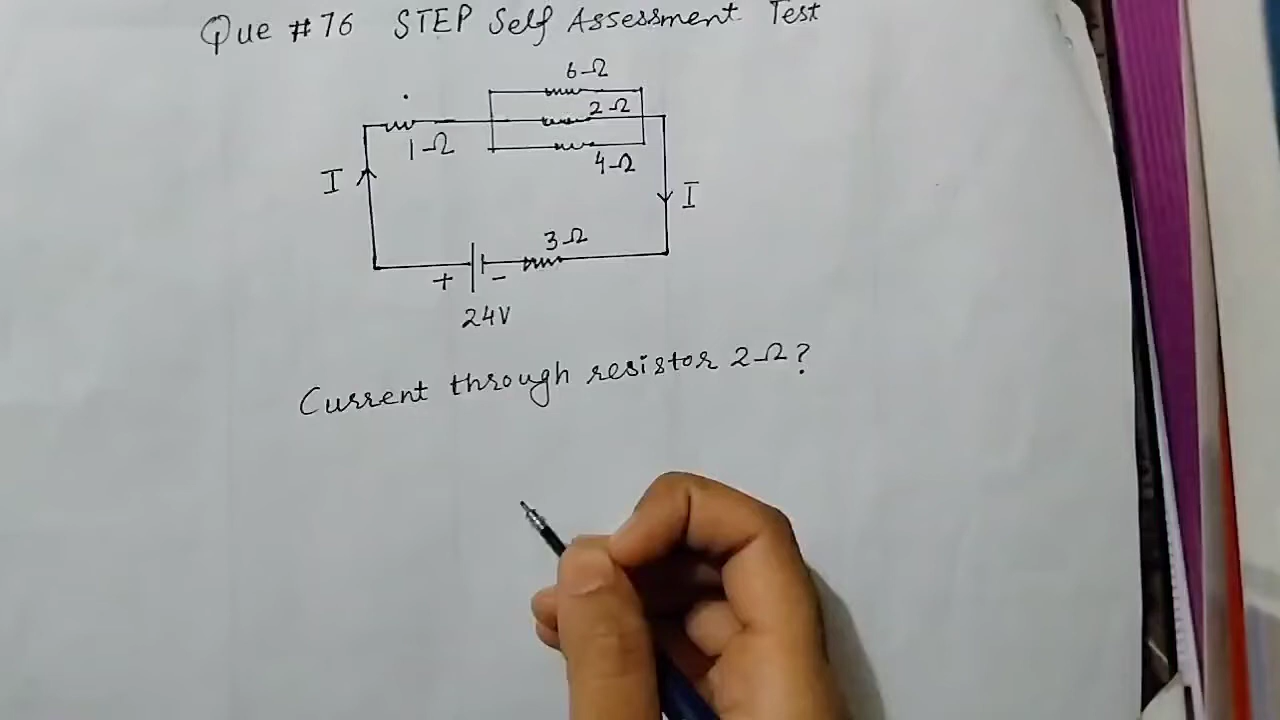 Que # 76 STEP Self Assessment Test
6Ω
2Ω
1Ω
4Ω
I
I
3Ω
+ -
24V
Current through resistor 2Ω?